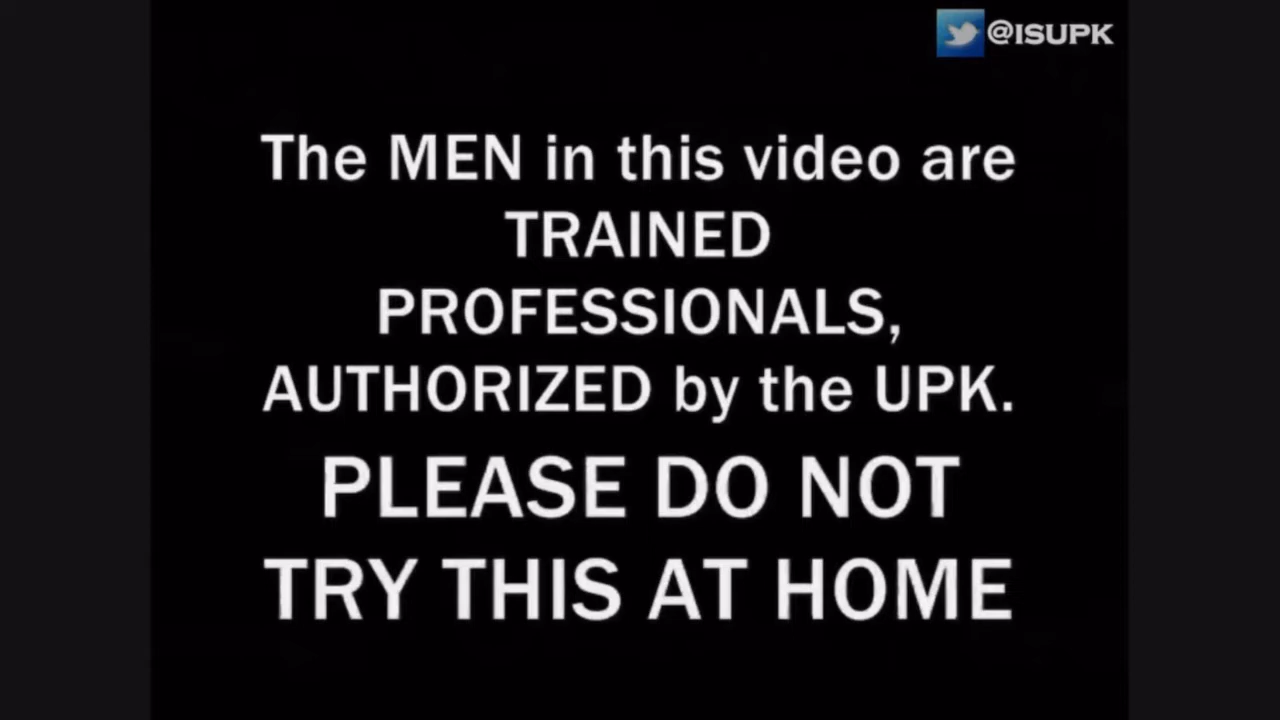 @ISUPK
The MEN in this video are
TRAINED
PROFESSIONALS,
AUTHORIZED by the UPK.
PLEASE DO NOT
TRY THIS AT HOME